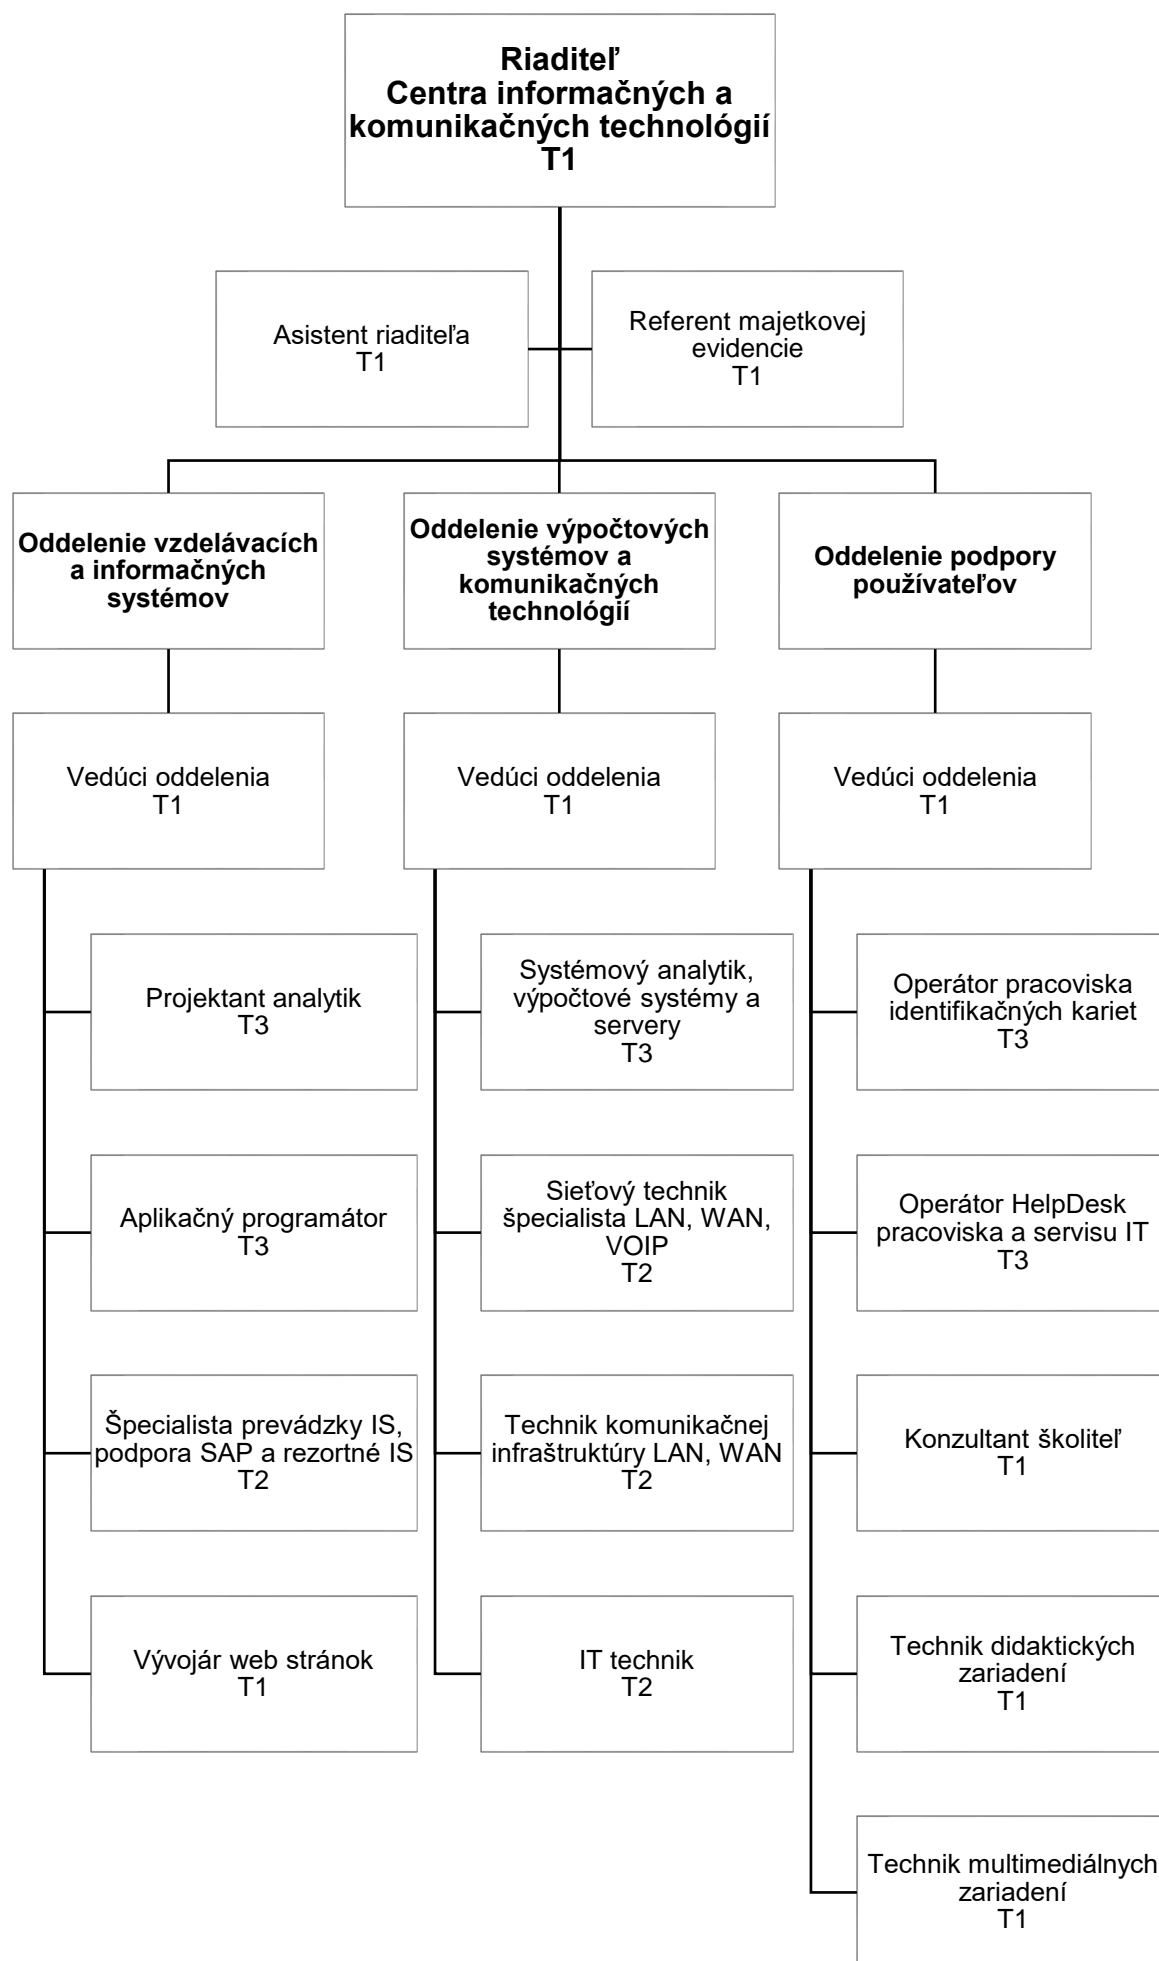 Riaditeľ
Centra informačných a
komunikačných technológií
T1
Asistent riaditeľa
T1
Referent majetkovej
evidencie
T1
Oddelenie vzdelávacích
a informačných
systémov
Oddelenie výpočtových
systémov a
komunikačných
technológií
Oddelenie podpory
používateľov
Vedúci oddelenia
T1
Vedúci oddelenia
T1
Vedúci oddelenia
T1
Projektant analytik
T3
Systémový analytik,
výpočtové systémy a
servery
T3
Operátor pracoviska
identifikačných kariet
T3
Aplikačný programátor
T3
Sieťový technik
špecialista LAN, WAN,
VOIP
T2
Operátor HelpDesk
pracoviska a servisu IT
T3
Špecialista prevádzky IS,
podpora SAP a rezortné IS
T2
Technik komunikačnej
infraštruktúry LAN, WAN
T2
Konzultant školiteľ
T1
Vývojár web stránok
T1
IT technik
T2
Technik didaktických
zariadení
T1
Technik multimediálnych
zariadení
T1